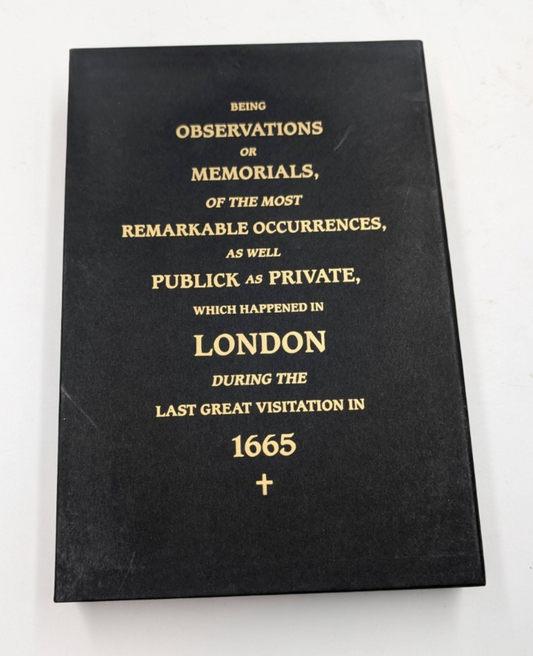 BEING
OBSERVATIONS
OR
MEMORIALS,
OF THE MOST
REMARKABLE OCCURRENCES,
AS WELL
PUBLICK AS PRIVATE,
WHICH HAPPENED IN
LONDON
DURING THE
LAST GREAT VISITATION IN
1665